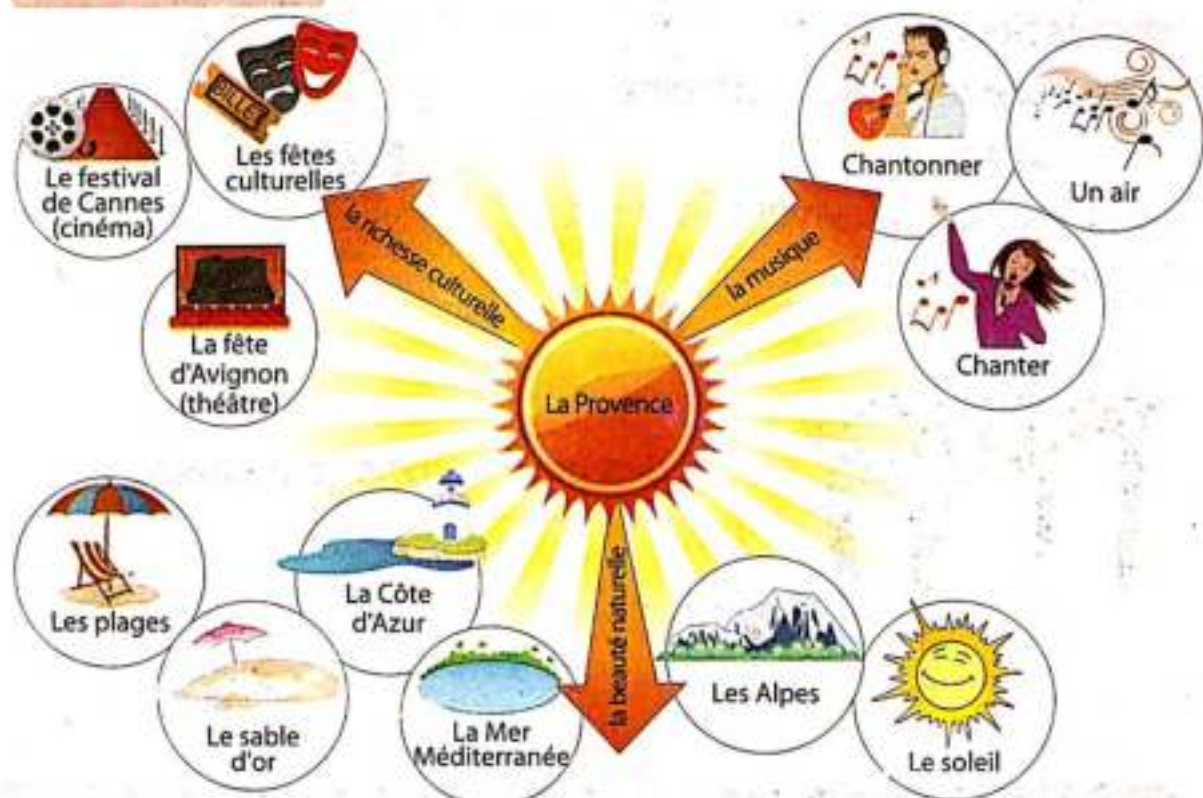 BILLE
Les fêtes
culturelles
Le festival
de Cannes
(cinéma)
La fête
d'Avignon
(théâtre)
la richesse culturelle
la musique
Chantonner
Un air
Chanter
La Provence
Les plages
La Côte
d'Azur
Le sable
d'or
La Mer
Méditerranée
la beauté naturelle
Les Alpes
Le soleil